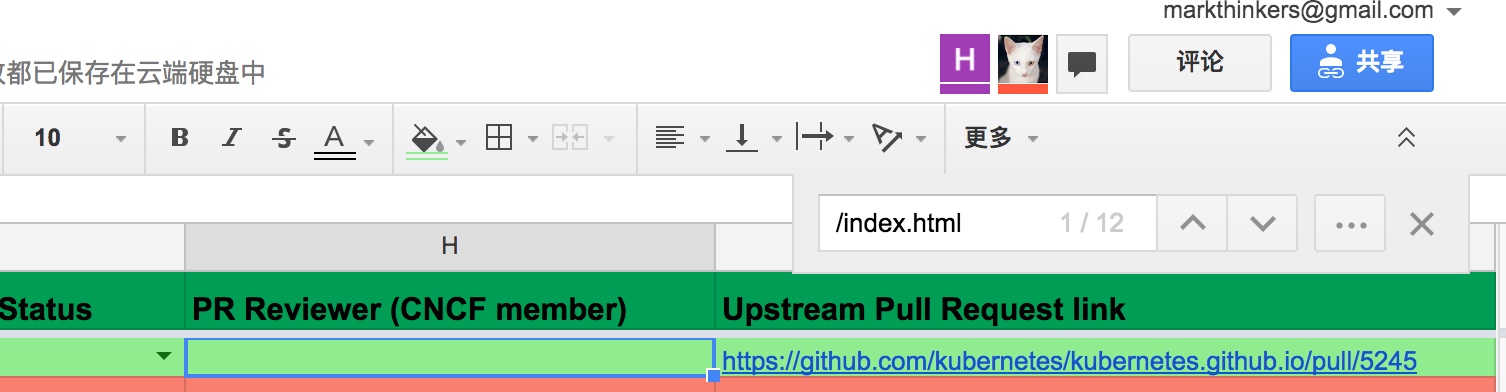 markthinkers@gmail.com
都已保存在云端硬盘中
H
评论
共享
10
B I S A
更多
/index.html 1 / 12
H
Status PR Reviewer (CNCF member) Upstream Pull Request link
https://github.com/kubernetes/kubernetes.github.io/pull/5245